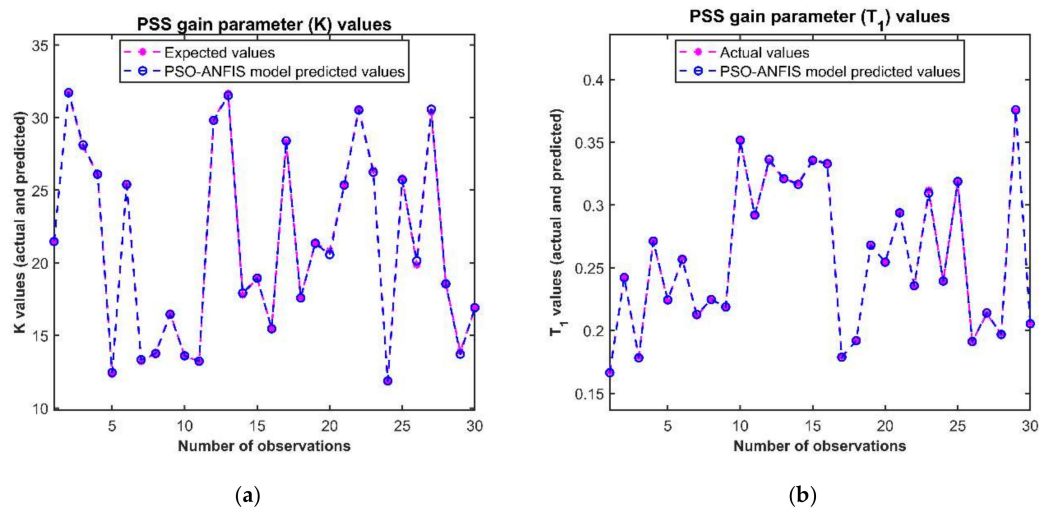 PSS gain parameter (K) values
35
30
25
20
15
10
K values (actual and predicted)
Expected values
PSO-ANFIS model predicted values
5 10 15 20 25 30
Number of observations
(a)
PSS gain parameter (T1) values
0.4
0.35
0.3
0.25
0.2
0.15
T1 values (actual and predicted)
Actual values
PSO-ANFIS model predicted values
5 10 15 20 25 30
Number of observations
(b)